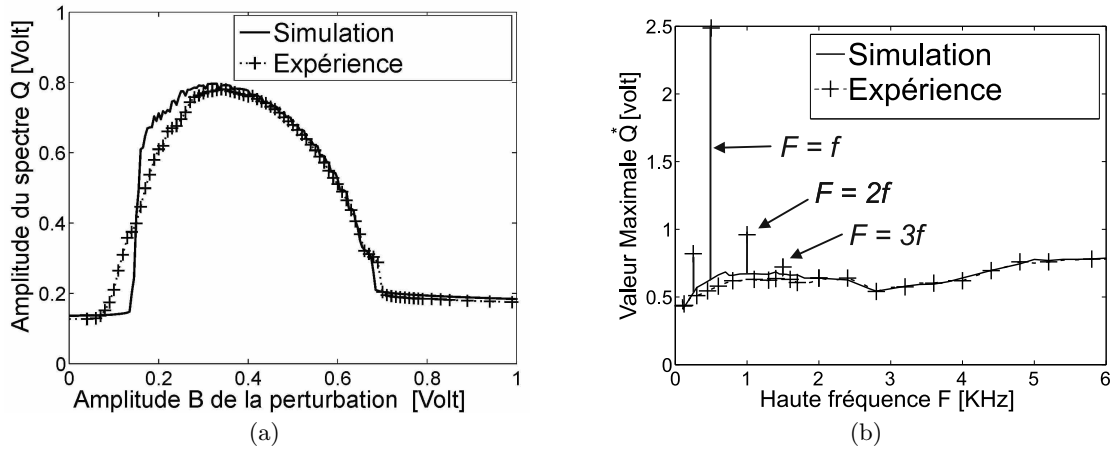 Amplitude du spectre Q [Volt]
1
0.8
0.6
0.4
0.2
0
0
0.2
0.4
0.6
0.8
1
Simulation
Expérience
Amplitude B de la perturbation [Volt]
(a)
Valeur Maximale Q* [volt]
2.5
2
1.5
1
0.5
0
0
1
2
3
4
5
6
Simulation
Expérience
F = f
F = 2f
F = 3f
Haute fréquence F [KHz]
(b)